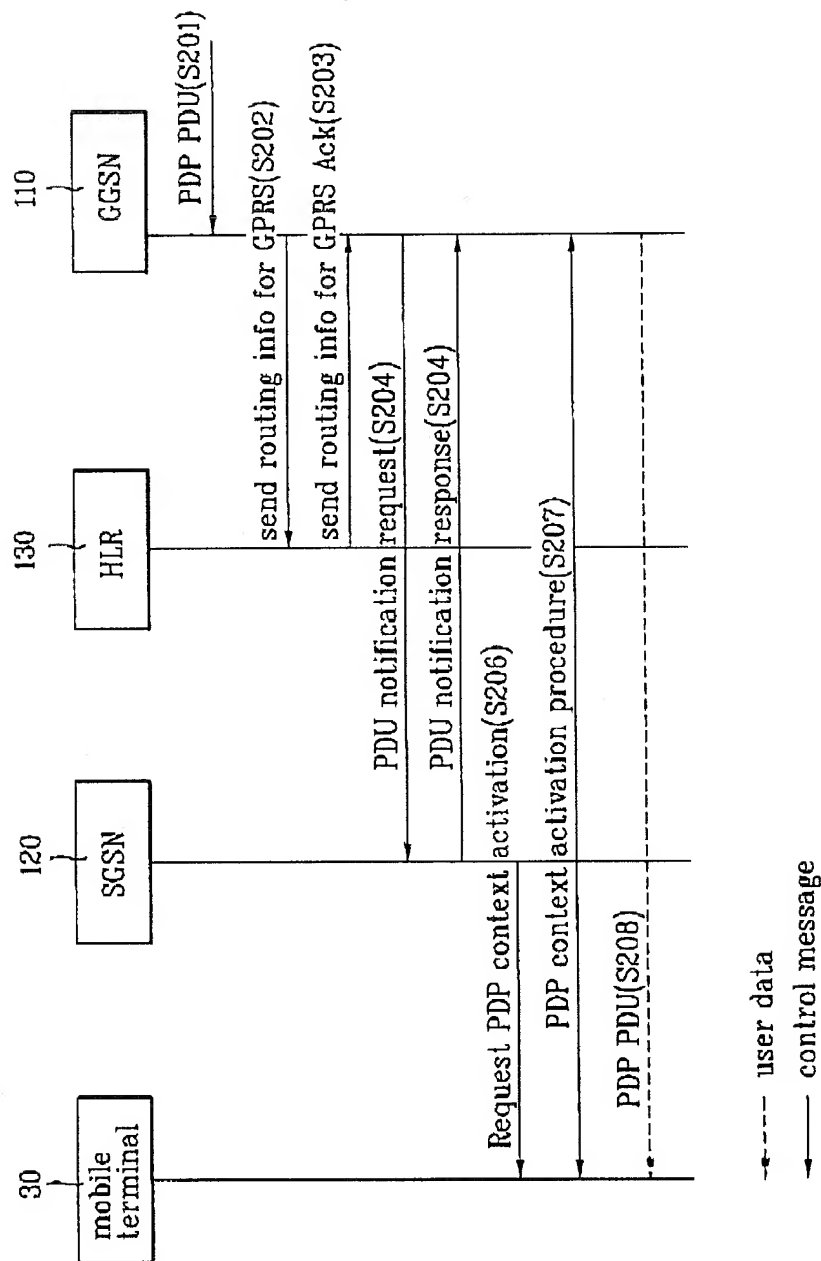 30
mobile
terminal
120
SGSN
130
HLR
110
GGSN
PDP PDU(S201)
send routing info for GPRS(S202)
send routing info for GPRS Ack(S203)
PDU notification request(S204)
PDU notification response(S204)
Request PDP context activation(S206)
PDP context activation procedure(S207)
PDP PDU(S208)
user data
control message